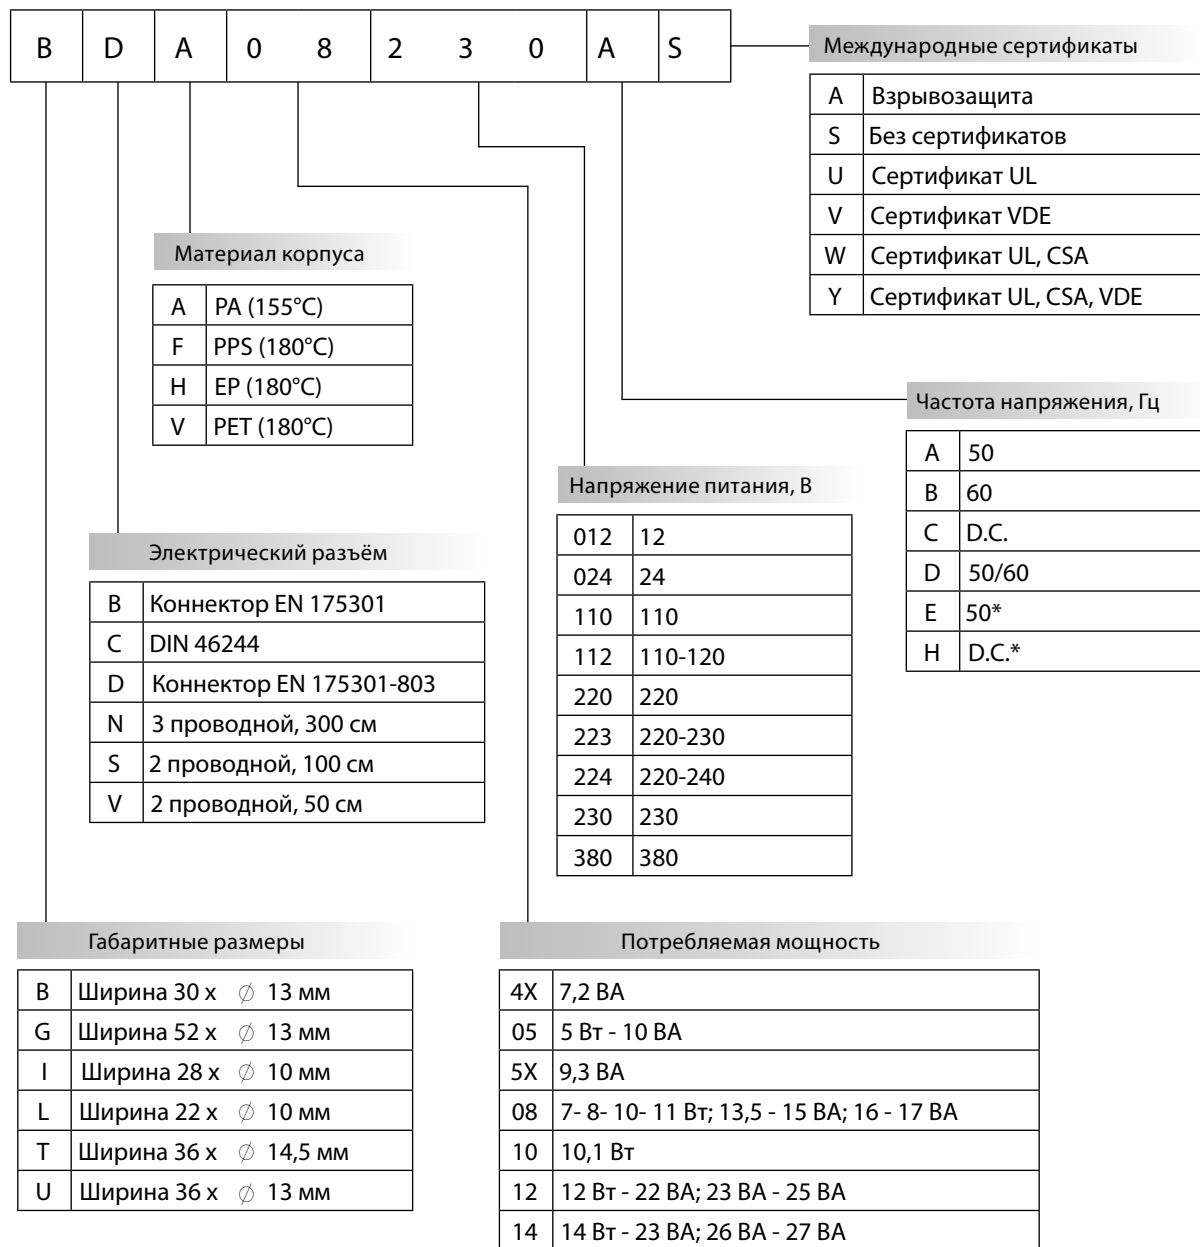 B D A 0 8 2 3 0 A S
Международные сертификаты
A Взрывозащита
S Без сертификатов
U Сертификат UL
V Сертификат VDE
W Сертификат UL, CSA
Y Сертификат UL, CSA, VDE
Материал корпуса
A PA (155°C)
F PPS (180°C)
H EP (180°C)
V PET (180°C)
Частота напряжения, Гц
A 50
B 60
C D.C.
D 50/60
E 50*
H D.C.*
Напряжение питания, В
012 12
024 24
110 110
112 110-120
220 220
223 220-230
224 220-240
230 230
380 380
Электрический разъём
B Коннектор EN 175301
C DIN 46244
D Коннектор EN 175301-803
N 3 проводной, 300 см
S 2 проводной, 100 см
V 2 проводной, 50 см
Габаритные размеры
B Ширина 30 x ∅ 13 мм
G Ширина 52 x ∅ 13 мм
I Ширина 28 x ∅ 10 мм
L Ширина 22 x ∅ 10 мм
T Ширина 36 x ∅ 14,5 мм
U Ширина 36 x ∅ 13 мм
Потребляемая мощность
4X 7,2 ВА
05 5 Вт - 10 ВА
5X 9,3 ВА
08 7- 8- 10- 11 Вт; 13,5 - 15 ВА; 16 - 17 ВА
10 10,1 Вт
12 12 Вт - 22 ВА; 23 ВА - 25 ВА
14 14 Вт - 23 ВА; 26 ВА - 27 ВА